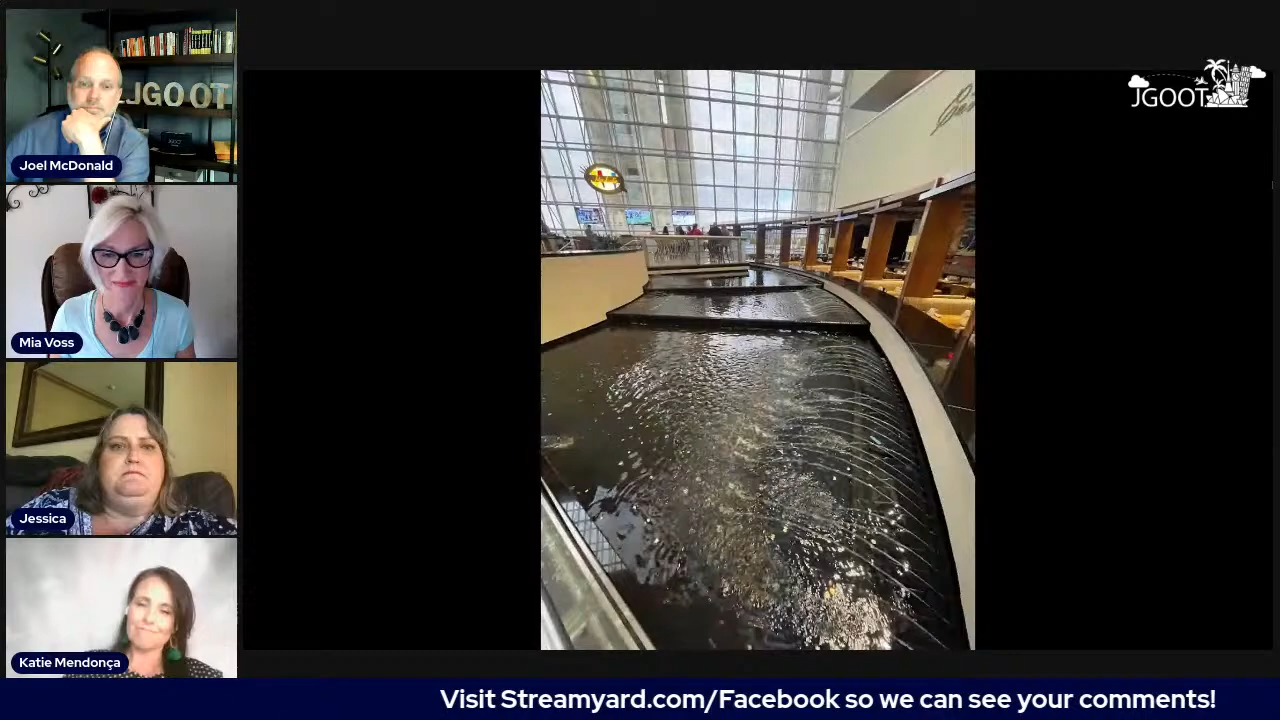 JGOOT
Joel McDonald
Mia Voss
Jessica
Katie Mendonça
JGOOT
Visit Streamyard.com/Facebook so we can see your comments!